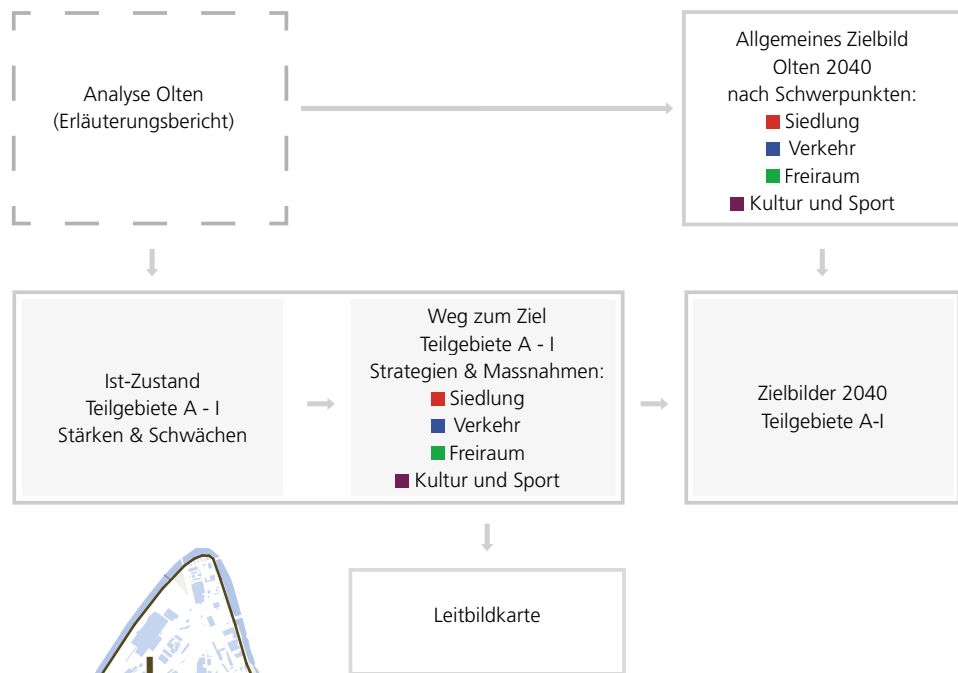 Analyse Olten
(Erläuterungsbericht)
Allgemeines Zielbild
Olten 2040
nach Schwerpunkten:
Siedlung
Verkehr
Freiraum
Kultur und Sport
Ist-Zustand
Teilgebiete A - I
Stärken & Schwächen
Weg zum Ziel
Teilgebiete A - I
Strategien & Massnahmen:
Siedlung
Verkehr
Freiraum
Kultur und Sport
Zielbilder 2040
Teilgebiete A-I
Leitbildkarte